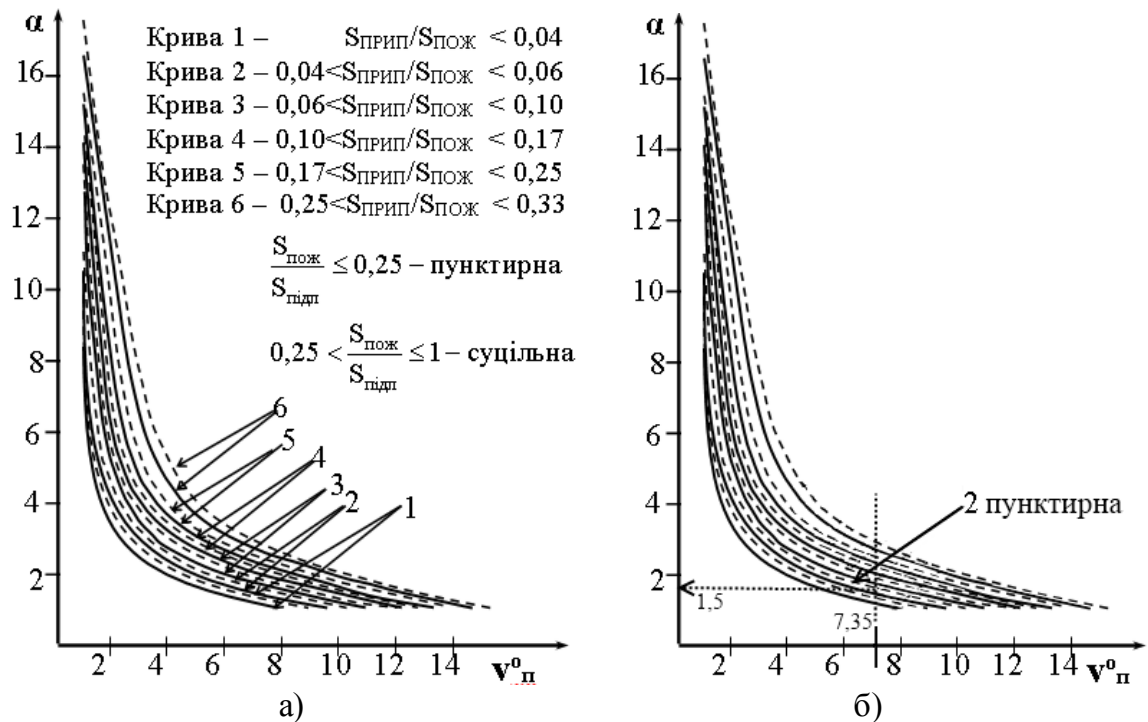 α
Крива 1 – SПРИП/SПОЖ < 0,04
Крива 2 – 0,04<SПРИП/SПОЖ < 0,06
Крива 3 – 0,06<SПРИП/SПОЖ < 0,10
Крива 4 – 0,10<SПРИП/SПОЖ < 0,17
Крива 5 – 0,17<SПРИП/SПОЖ < 0,25
Крива 6 – 0,25<SПРИП/SПОЖ < 0,33
Sпож/Sпідп ≤ 0,25 – пунктирна
0,25 < Sпож/Sпідп ≤ 1 – суцільна
16
14
12
10
8
6
4
2
6
5
4
3
2
1
2 4 6 8 10 12 14
vᵒп
а)
α
16
14
12
10
8
6
4
2
2 пунктирна
1,5
7,35
2 4 6 8 10 12 14
vᵒп
б)